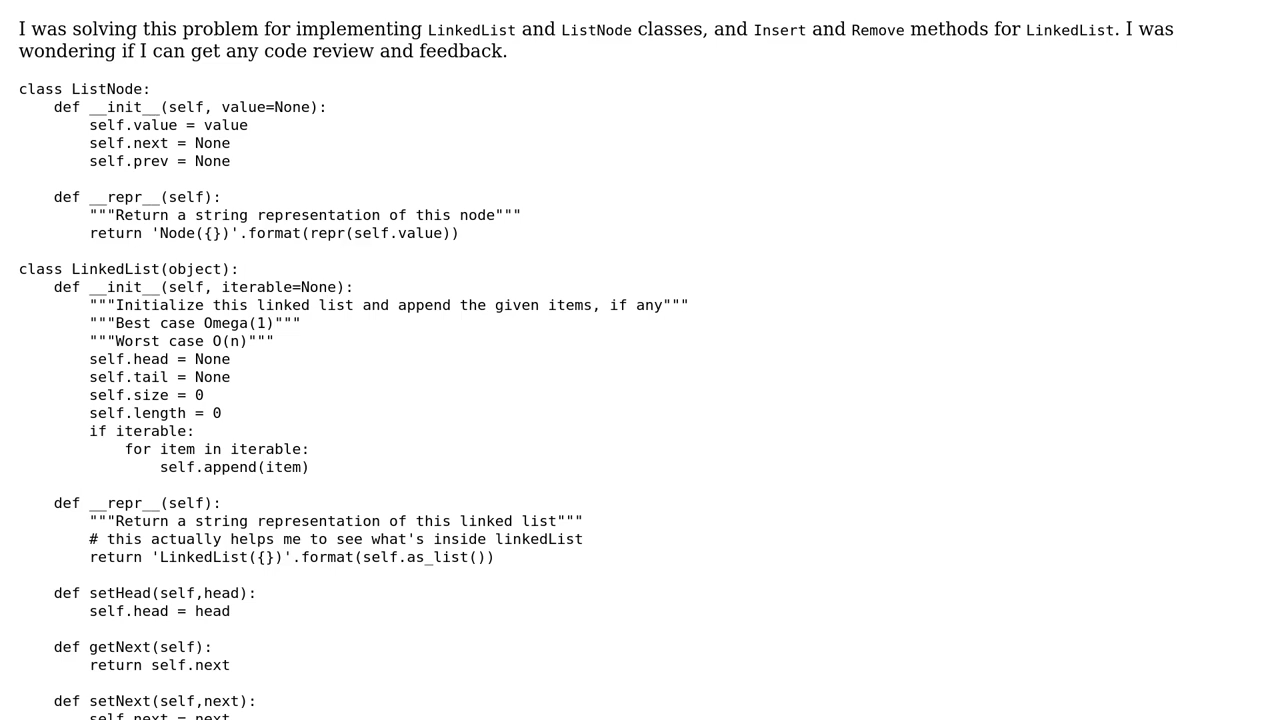 I was solving this problem for implementing LinkedList and ListNode classes, and Insert and Remove methods for LinkedList. I was
wondering if I can get any code review and feedback.
class ListNode:
    def __init__(self, value=None):
        self.value = value
        self.next = None
        self.prev = None

    def __repr__(self):
        """Return a string representation of this node"""
        return 'Node({})'.format(repr(self.value))

class LinkedList(object):
    def __init__(self, iterable=None):
        """Initialize this linked list and append the given items, if any"""
        """Best case Omega(1)"""
        """Worst case O(n)"""
        self.head = None
        self.tail = None
        self.size = 0
        self.length = 0
        if iterable:
            for item in iterable:
                self.append(item)

    def __repr__(self):
        """Return a string representation of this linked list"""
        # this actually helps me to see what's inside linkedList
        return 'LinkedList({})'.format(self.as_list())

    def setHead(self,head):
        self.head = head

    def getNext(self):
        return self.next

    def setNext(self,next):
        self.next = next